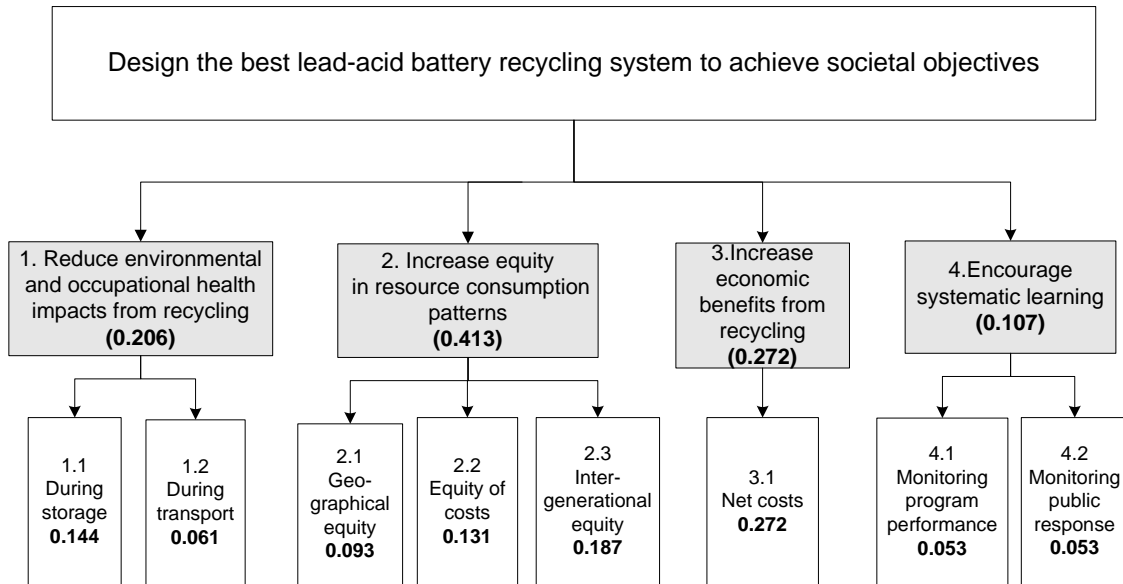 Design the best lead-acid battery recycling system to achieve societal objectives
1. Reduce environmental
and occupational health
impacts from recycling
(0.206)
2. Increase equity
in resource consumption
patterns
(0.413)
3.Increase
economic
benefits from
recycling
(0.272)
4.Encourage
systematic learning
(0.107)
1.1
During
storage
0.144
1.2
During
transport
0.061
2.1
Geo-
graphical
equity
0.093
2.2
Equity of
costs
0.131
2.3
Inter-
generational
equity
0.187
3.1
Net costs
0.272
4.1
Monitoring
program
performance
0.053
4.2
Monitoring
public
response
0.053